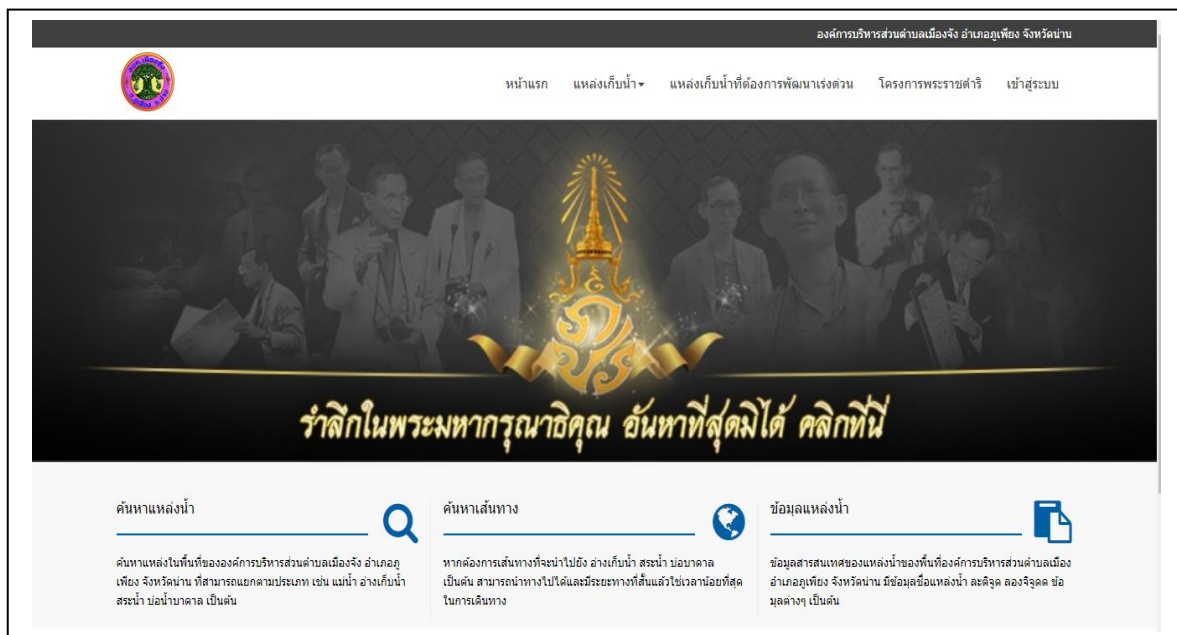 องค์การบริหารส่วนตำบลเมืองจัง อำเภอภูเพียง จังหวัดน่าน
หน้าแรก แหล่งเก็บน้ำ แหล่งเก็บน้ำที่ต้องการพัฒนาเร่งด่วน โครงการพระราชดำริ เข้าสู่ระบบ
รำลึกในพระมหากรุณาธิคุณ อันหาที่สุดมิได้ คลิกที่นี่
ค้นหาแหล่งน้ำ
ค้นหาแหล่งในพื้นที่ขององค์การบริหารส่วนตำบลเมืองจัง อำเภอภู
เพียง จังหวัดน่าน ที่สามารถแยกตามประเภท เช่น แม่น้ำ อ่างเก็บน้ำ
สระน้ำ บ่อน้ำบาดาล เป็นต้น
ค้นหาเส้นทาง
หากต้องการเส้นทางที่จะนำไปยัง อ่างเก็บน้ำ สระน้ำ บ่อบาดาล
เป็นต้น สามารถนำทางไปได้และมีระยะทางที่สั้นแล้วใช้เวลาน้อยที่สุด
ในการเดินทาง
ข้อมูลแหล่งน้ำ
ข้อมูลสารสนเทศของแหล่งน้ำของพื้นที่องค์การบริหารส่วนตำบลเมือง
อำเภอภูเพียง จังหวัดน่าน มีข้อมูลชื่อแหล่งน้ำ ละติจูด ลองจิจูดด ข้อ
มูลต่างๆ เป็นต้น